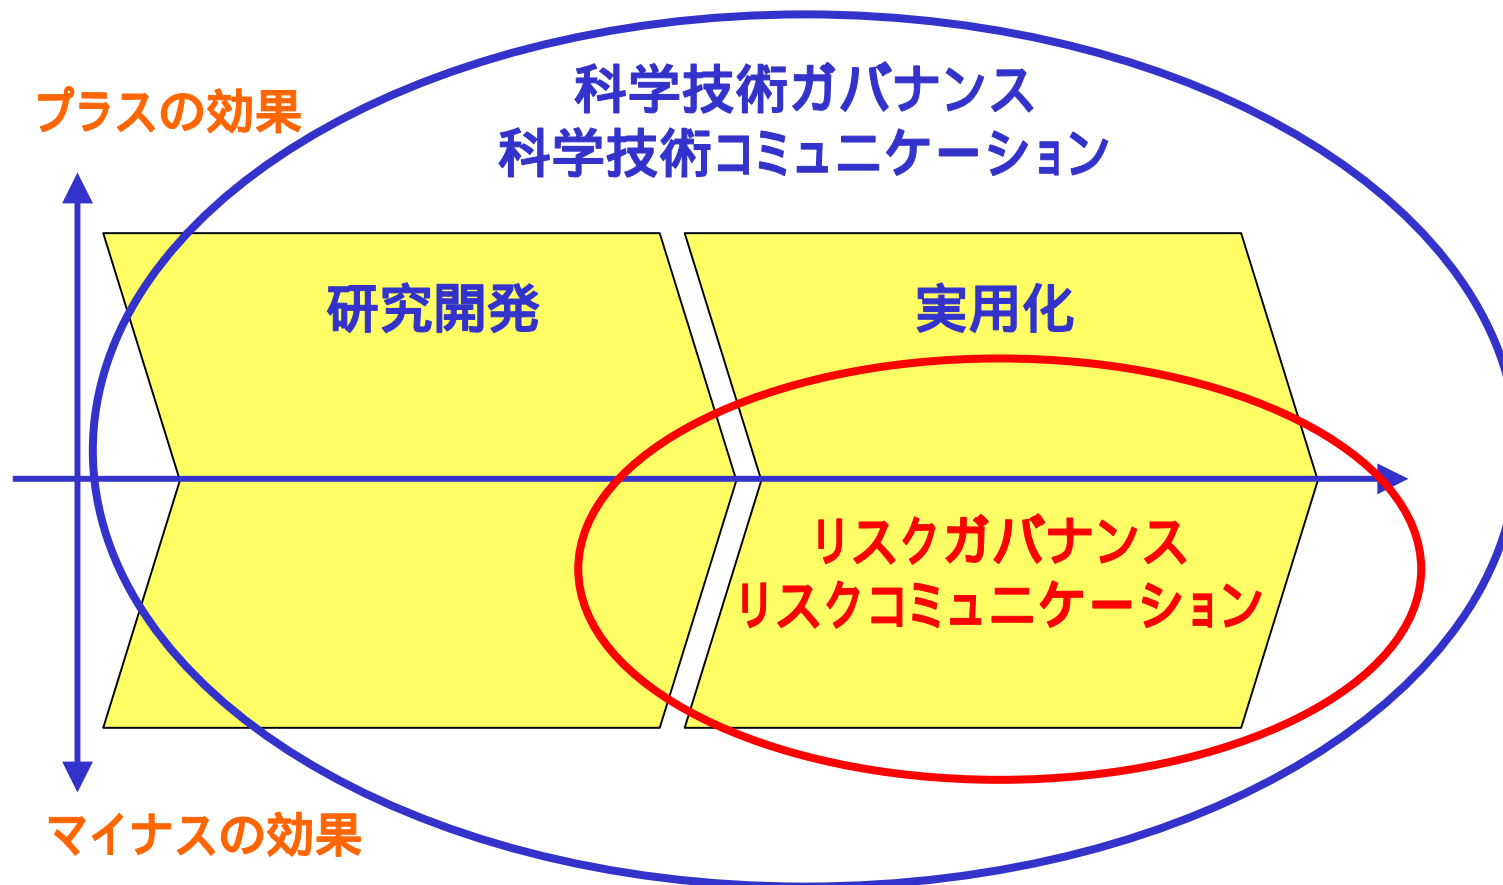 科学技術ガバナンス
科学技術コミュニケーション
プラスの効果
研究開発
実用化
リスクガバナンス
リスクコミュニケーション
マイナスの効果